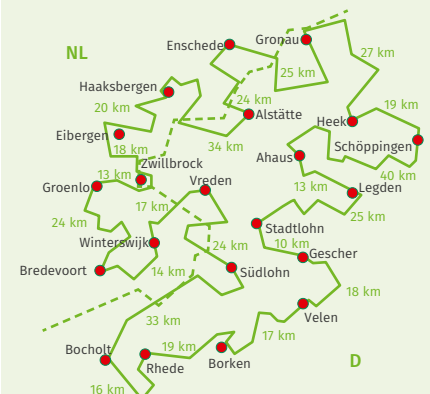 Enschede
Gronau
NL
27 km
25 km
Haaksbergen
20 km
24 km
19 km
Alstätte
Heek
Eibergen
34 km
Schöppingen
18 km
Ahaus
Zwillbrock
13 km
40 km
Vreden
Groenlo
13 km
Legden
17 km
25 km
24 km
Stadtlohn
Winterswijk
24 km
10 km
Gescher
Bredevoort
14 km
Südlohn
18 km
33 km
Velen
17 km
Bocholt
19 km
Borken
D
Rhede
16 km